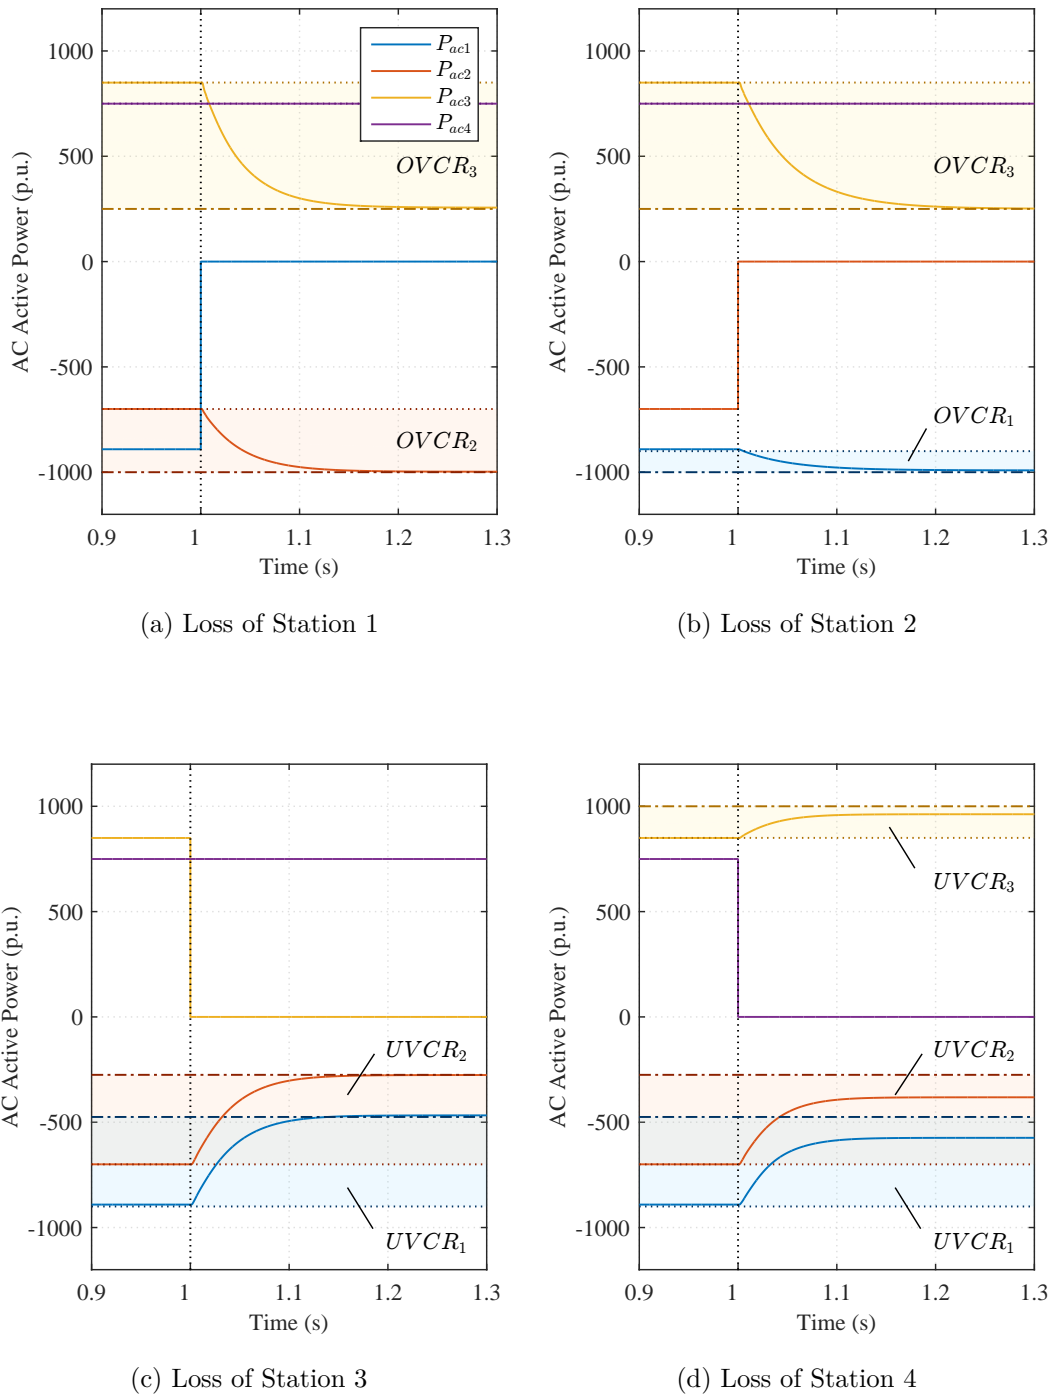 1000
500
0
-500
-1000
0.9
1
1.1
1.2
1.3
AC Active Power (p.u.)
Time (s)
P_ac1
P_ac2
P_ac3
P_ac4
OVCR_3
OVCR_2
(a) Loss of Station 1
1000
500
0
-500
-1000
0.9
1
1.1
1.2
1.3
AC Active Power (p.u.)
Time (s)
OVCR_3
OVCR_1
(b) Loss of Station 2
1000
500
0
-500
-1000
0.9
1
1.1
1.2
1.3
AC Active Power (p.u.)
Time (s)
UVCR_2
UVCR_1
(c) Loss of Station 3
1000
500
0
-500
-1000
0.9
1
1.1
1.2
1.3
AC Active Power (p.u.)
Time (s)
UVCR_3
UVCR_2
UVCR_1
(d) Loss of Station 4